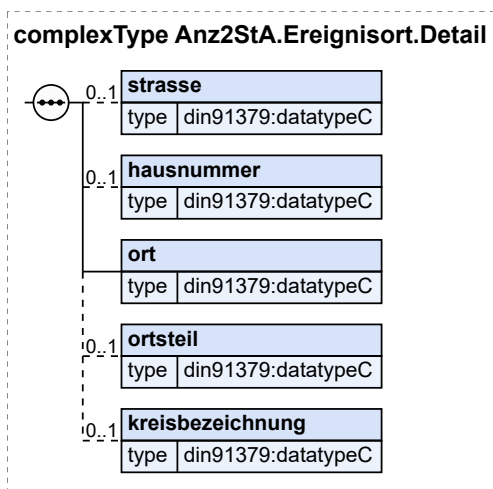 complexType Anz2StA.Ereignisort.Detail
0..1 strasse
type din91379:datatypeC
0..1 hausnummer
type din91379:datatypeC
ort
type din91379:datatypeC
0..1 ortsteil
type din91379:datatypeC
0..1 kreisbezeichnung
type din91379:datatypeC